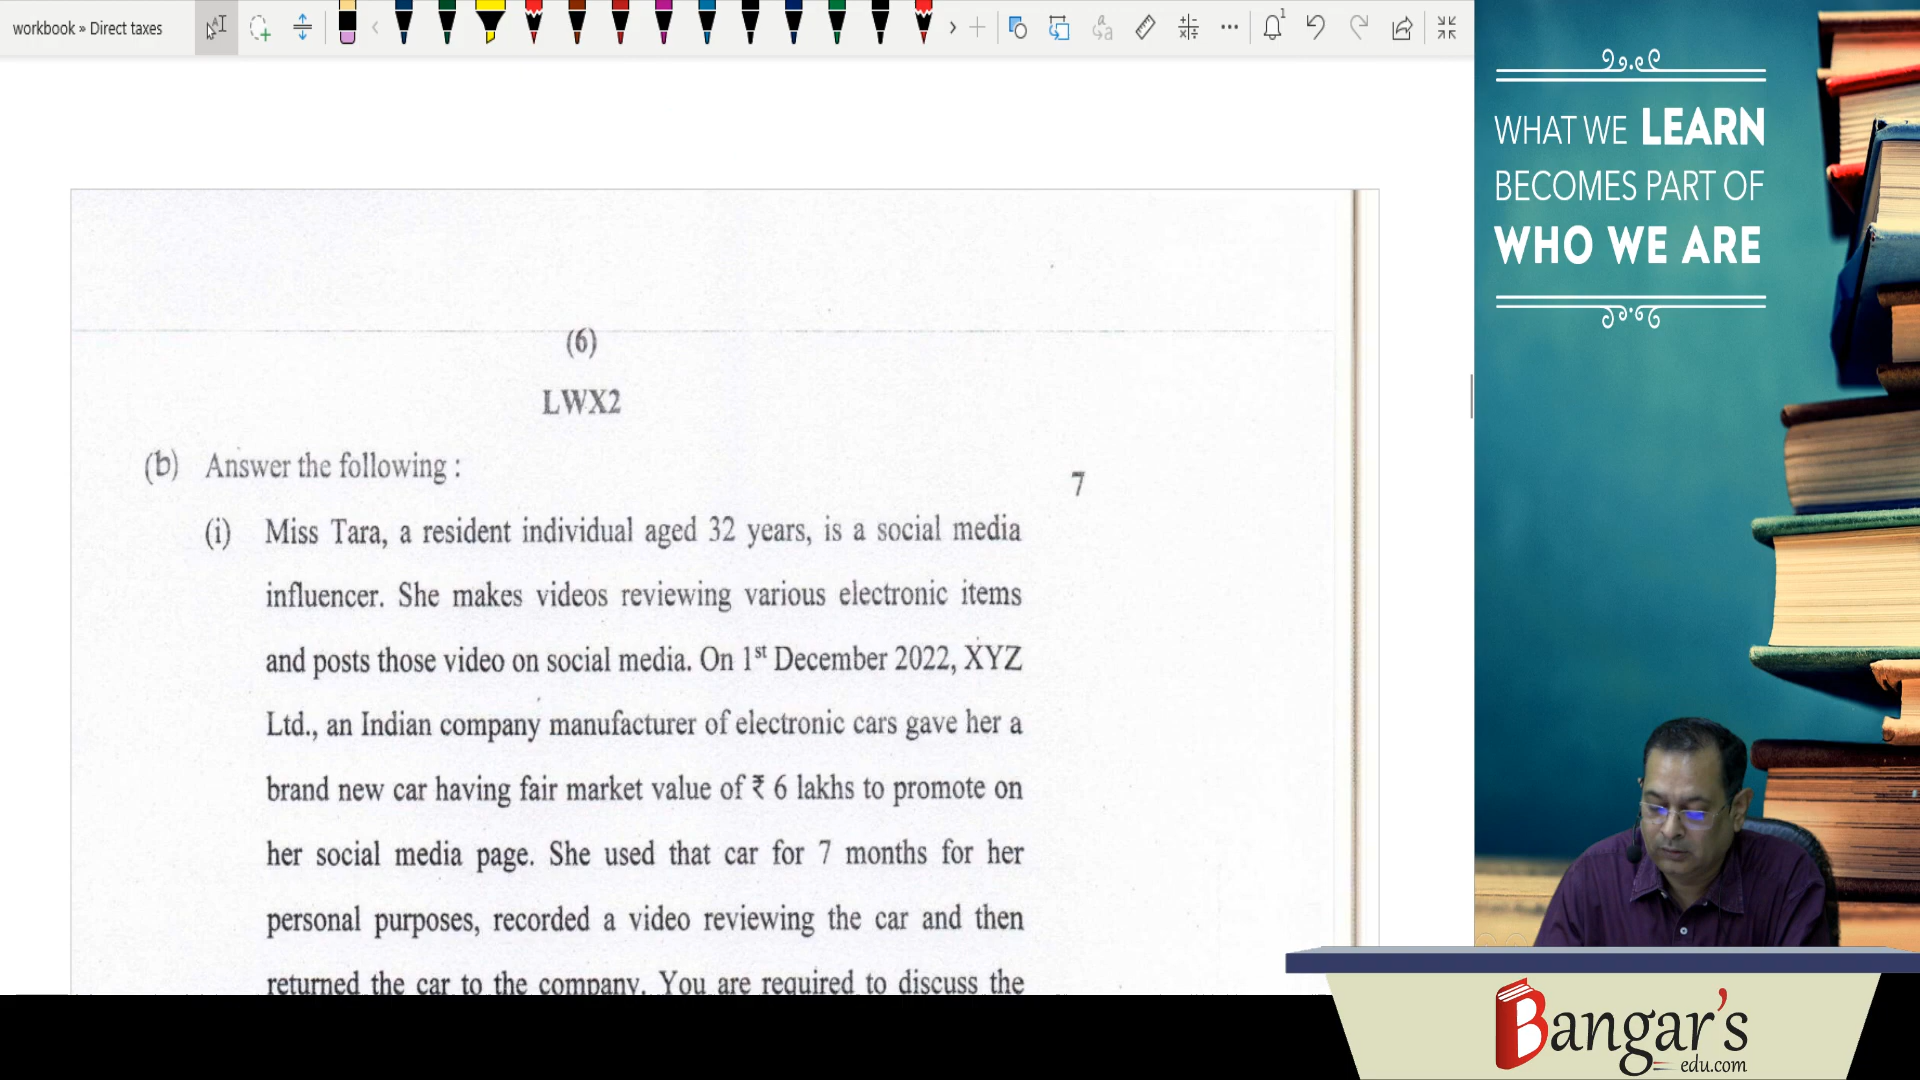 workbook » Direct taxes
1
(6)
LWX2
(b) Answer the following :
7
(i) Miss Tara, a resident individual aged 32 years, is a social media
influencer. She makes videos reviewing various electronic items
and posts those video on social media. On 1st December 2022, XYZ
Ltd., an Indian company manufacturer of electronic cars gave her a
brand new car having fair market value of ₹ 6 lakhs to promote on
her social media page. She used that car for 7 months for her
personal purposes, recorded a video reviewing the car and then
returned the car to the company. You are required to discuss the
WHAT WE LEARN
BECOMES PART OF
WHO WE ARE
Bangar's
edu.com